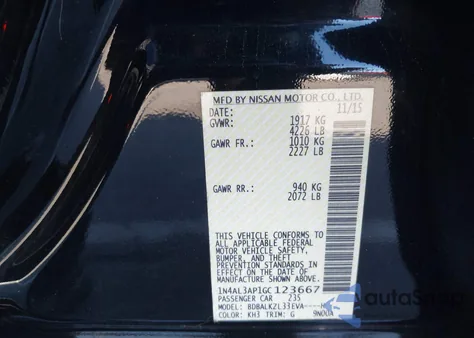 MFD BY NISSAN MOTOR CO., LTD.
DATE: 11/15
GVWR: 1917 KG
4226 LB
GAWR FR.: 1010 KG
2227 LB
GAWR RR.: 940 KG
2072 LB
THIS VEHICLE CONFORMS TO
ALL APPLICABLE FEDERAL
MOTOR VEHICLE SAFETY,
BUMPER, AND THEFT
PREVENTION STANDARDS IN
EFFECT ON THE DATE OF
MANUFACTURE SHOWN ABOVE.
1N4AL3AP1GC123667
PASSENGER CAR 235
MODEL: BDBALKZL33EVA
COLOR: KH3 TRIM: G